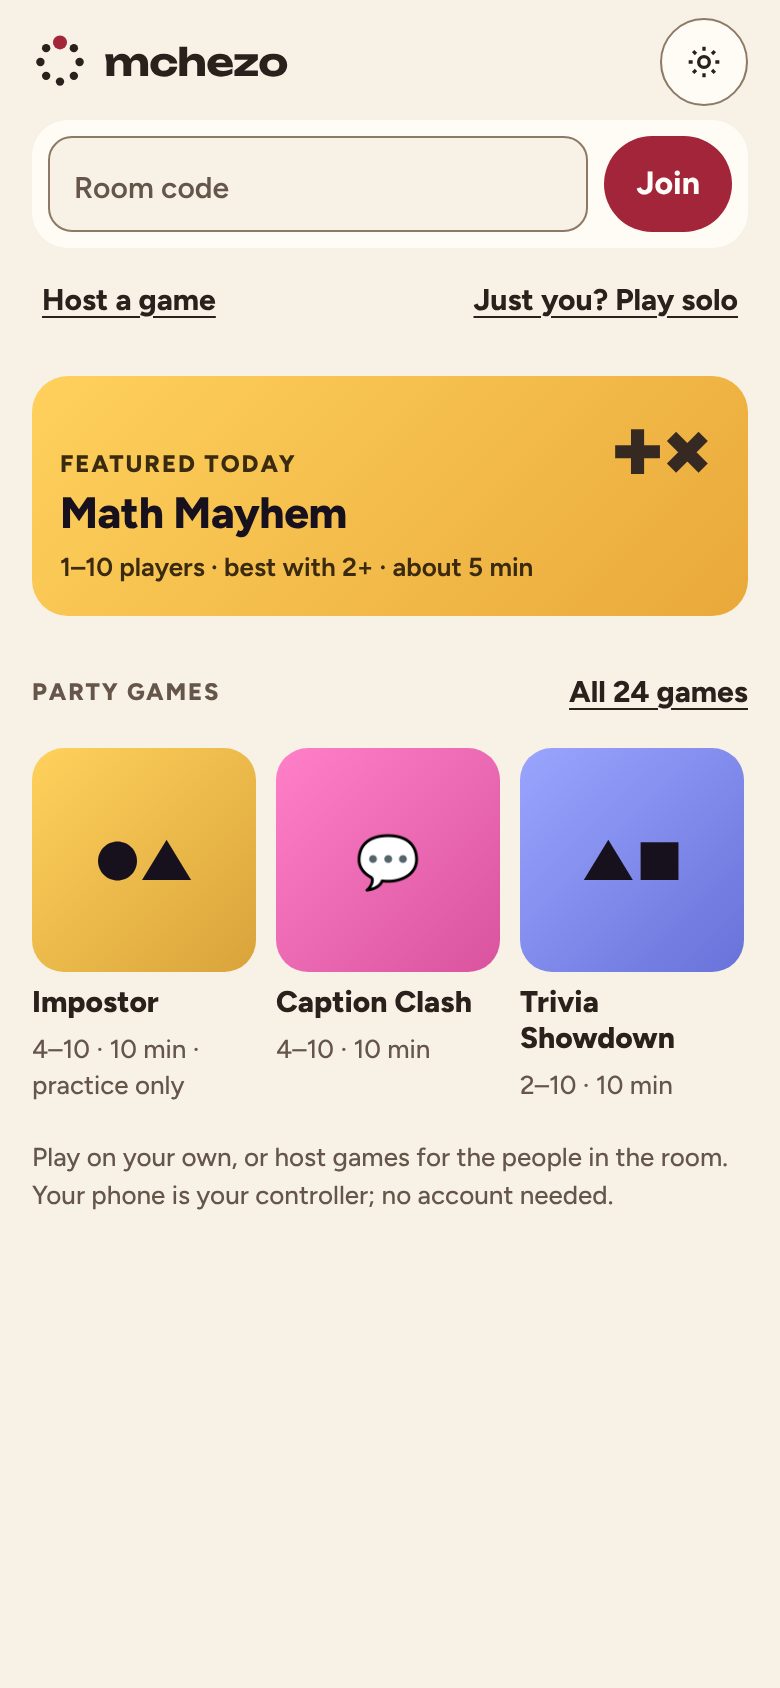 mchezo
Room code
Join
Host a game
Just you? Play solo
FEATURED TODAY
Math Mayhem
1–10 players · best with 2+ · about 5 min
PARTY GAMES
All 24 games
Impostor
4–10 · 10 min ·
practice only
Caption Clash
4–10 · 10 min
Trivia
Showdown
2–10 · 10 min
Play on your own, or host games for the people in the room.
Your phone is your controller; no account needed.